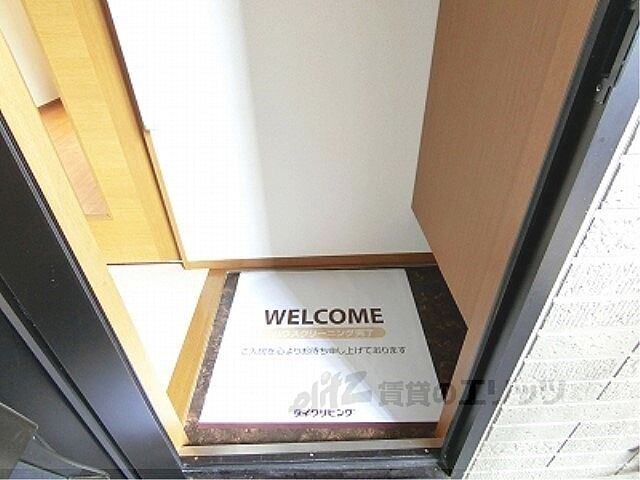 WELCOME
ハウスクリーニング完了
ご入居を心よりお待ち申し上げております
elitz 賃貸のエリッツ
ダイワリビング